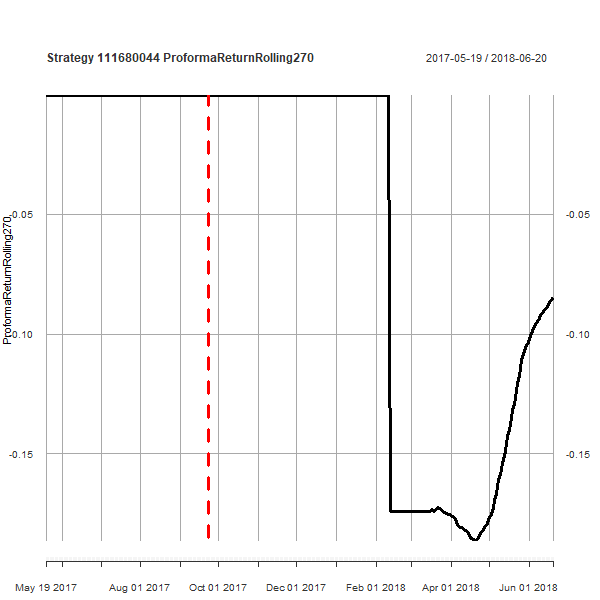 Strategy 111680044 ProformaReturnRolling270
2017-05-19 / 2018-06-20
ProformaReturnRolling270
-0.05
-0.05
-0.10
-0.10
-0.15
-0.15
May 19 2017
Aug 01 2017
Oct 01 2017
Dec 01 2017
Feb 01 2018
Apr 01 2018
Jun 01 2018